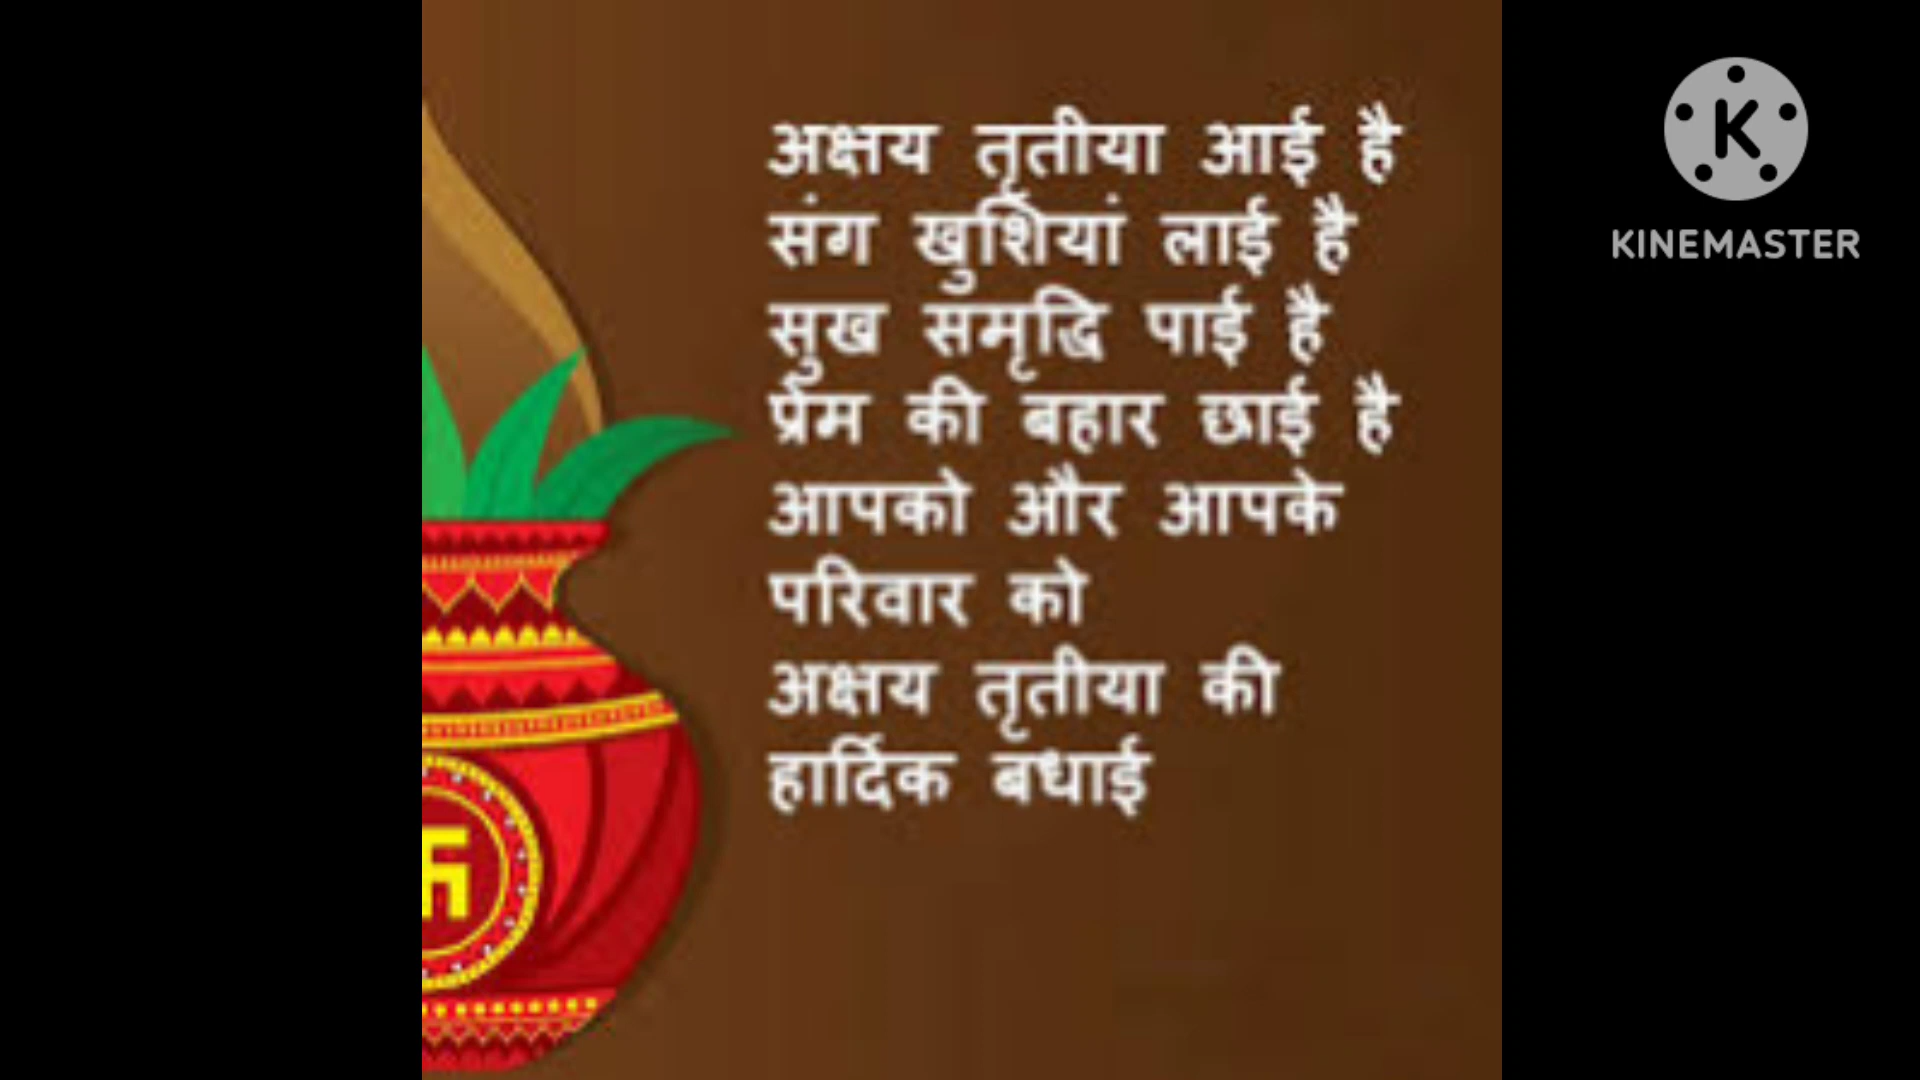 अक्षय तृतीया आई है
संग खुशियां लाई है
सुख समृद्धि पाई है
प्रेम की बहार छाई है
आपको और आपके
परिवार को
अक्षय तृतीया की
हार्दिक बधाई
K
KINEMASTER